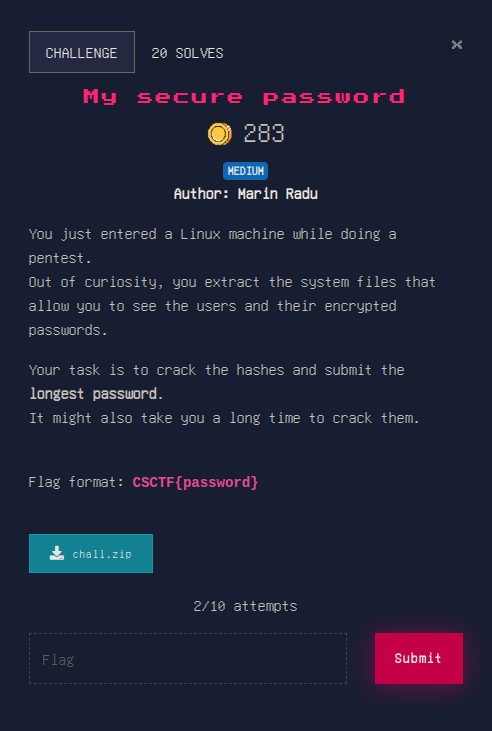 CHALLENGE 20 SOLVES ×
My secure password
283
MEDIUM
Author: Marin Radu
You just entered a Linux machine while doing a
pentest.
Out of curiosity, you extract the system files that
allow you to see the users and their encrypted
passwords.
Your task is to crack the hashes and submit the
longest password.
It might also take you a long time to crack them.
Flag format: CSCTF{password}
chall.zip
2/10 attempts
Flag Submit